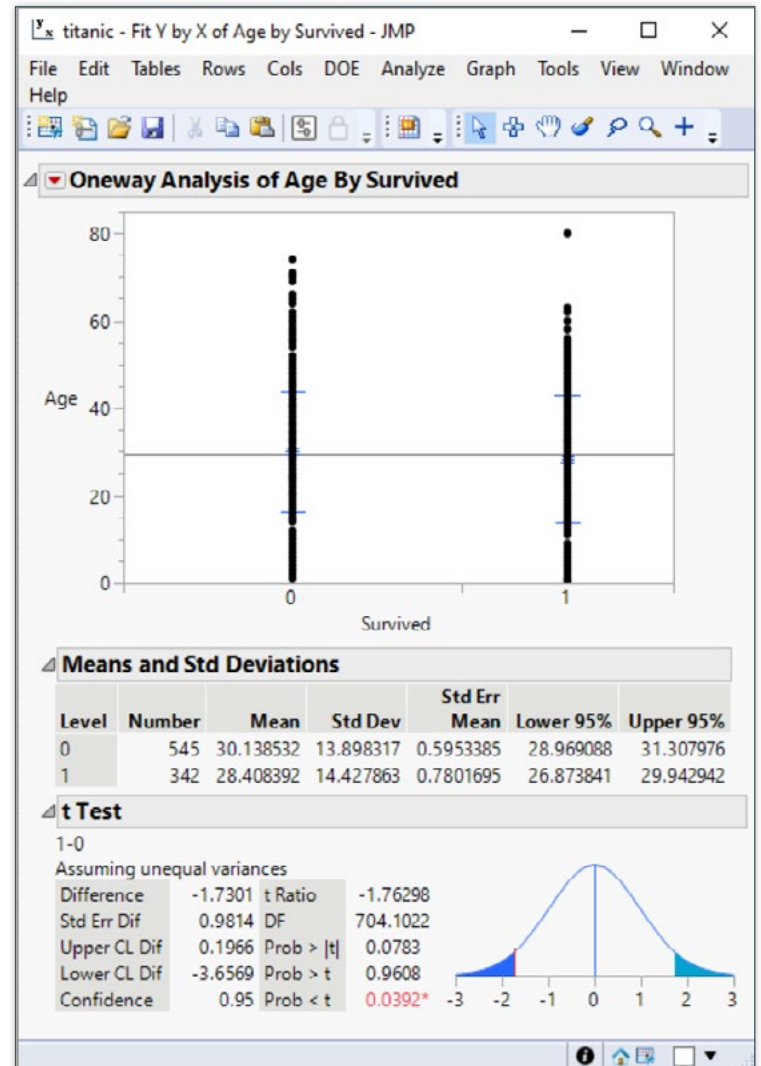 titanic - Fit Y by X of Age by Survived - JMP
File Edit Tables Rows Cols DOE Analyze Graph Tools View Window
Help
Oneway Analysis of Age By Survived
80
60
Age
40
20
0
0 1
Survived
Means and Std Deviations
Std Err
Level Number Mean Std Dev Mean Lower 95% Upper 95%
0 545 30.138532 13.898317 0.5953385 28.969088 31.307976
1 342 28.408392 14.427863 0.7801695 26.873841 29.942942
t Test
1-0
Assuming unequal variances
Difference -1.7301 t Ratio -1.76298
Std Err Dif 0.9814 DF 704.1022
Upper CL Dif 0.1966 Prob > |t| 0.0783
Lower CL Dif -3.6569 Prob > t 0.9608
Confidence 0.95 Prob < t 0.0392*
-3 -2 -1 0 1 2 3